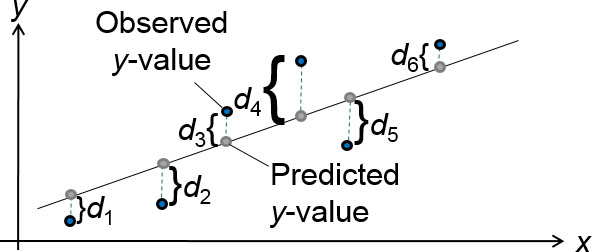 y
Observed
y-value
d6{
d4{
d3{
}d5
Predicted
y-value
}d2
}d1
x